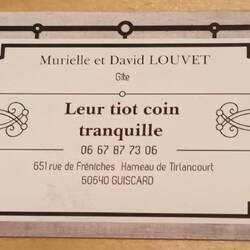 Murielle et David LOUVET
Gîte
Leur tiot coin
tranquille
06 67 87 73 06
651 rue de Fréniches Hameau de Tirlancourt
60640 GUISCARD